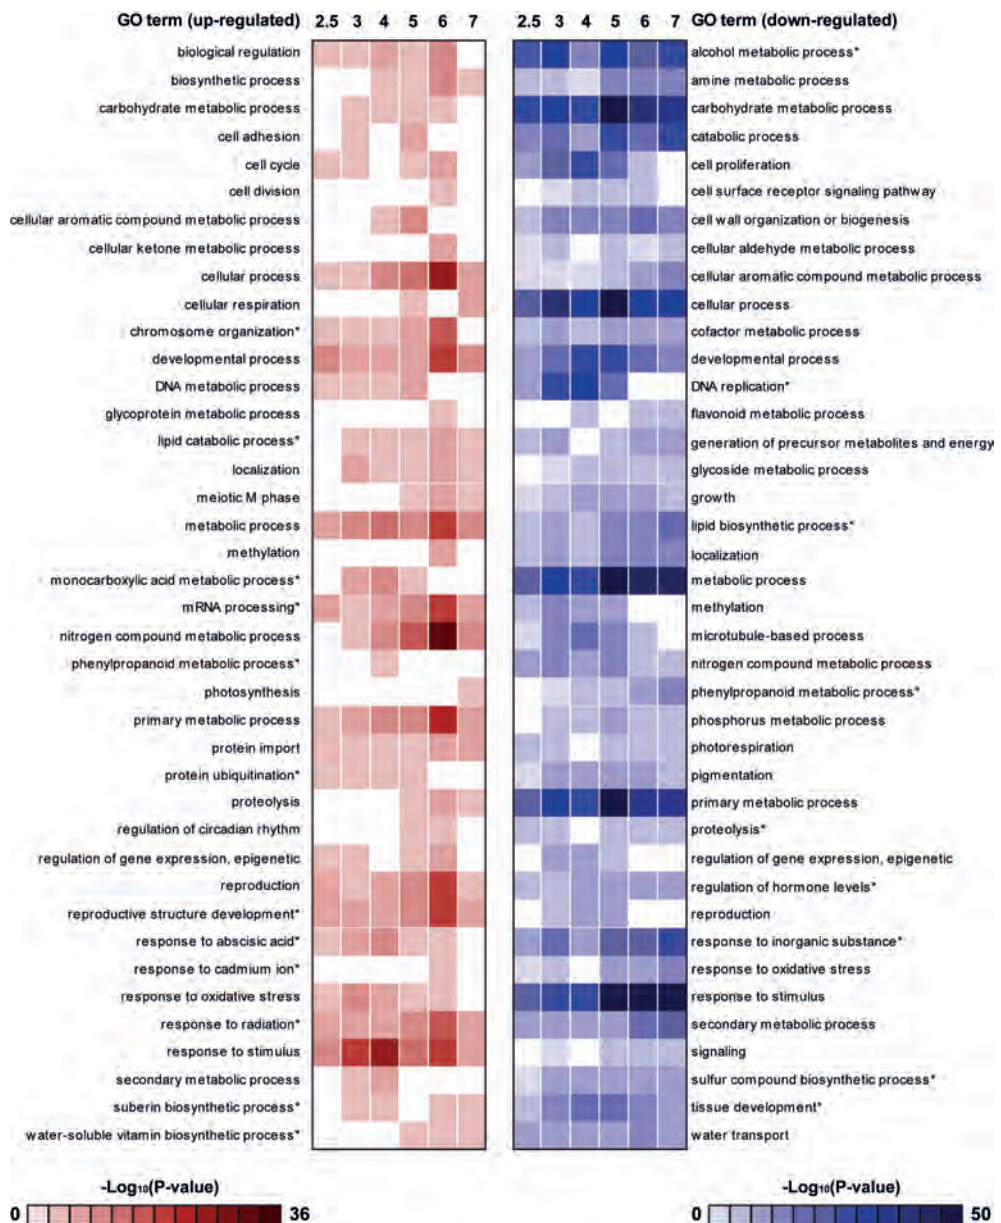 GO term (up-regulated) 2.5 3 4 5 6 7 2.5 3 4 5 6 7 GO term (down-regulated)
biological regulation alcohol metabolic process*
biosynthetic process amine metabolic process
carbohydrate metabolic process carbohydrate metabolic process
cell adhesion catabolic process
cell cycle cell proliferation
cell division cell surface receptor signaling pathway
cellular aromatic compound metabolic process cell wall organization or biogenesis
cellular ketone metabolic process cellular aldehyde metabolic process
cellular process cellular aromatic compound metabolic process
cellular respiration cellular process
chromosome organization* cofactor metabolic process
developmental process developmental process
DNA metabolic process DNA replication*
glycoprotein metabolic process flavonoid metabolic process
lipid catabolic process* generation of precursor metabolites and energy
localization glycoside metabolic process
meiotic M phase growth
metabolic process lipid biosynthetic process*
methylation localization
monocarboxylic acid metabolic process* metabolic process
mRNA processing* methylation
nitrogen compound metabolic process microtubule-based process
phenylpropanoid metabolic process* nitrogen compound metabolic process
photosynthesis phenylpropanoid metabolic process*
primary metabolic process phosphorus metabolic process
protein import photorespiration
protein ubiquitination* pigmentation
proteolysis primary metabolic process
regulation of circadian rhythm proteolysis*
regulation of gene expression, epigenetic regulation of gene expression, epigenetic
reproduction regulation of hormone levels*
reproductive structure development* reproduction
response to abscisic acid* response to inorganic substance*
response to cadmium ion* response to oxidative stress
response to oxidative stress response to stimulus
response to radiation* secondary metabolic process
response to stimulus signaling
secondary metabolic process sulfur compound biosynthetic process*
suberin biosynthetic process* tissue development*
water-soluble vitamin biosynthetic process* water transport
-Log₁₀(P-value) -Log₁₀(P-value)
0 36 0 50